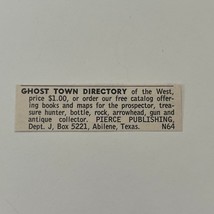 GHOST TOWN DIRECTORY of the West,
price $1.00, or order our free catalog offer-
ing books and maps for the prospector, trea-
sure hunter, bottle, rock, arrowhead, gun and
antique collector. PIERCE PUBLISHING,
Dept. J, Box 5221, Abilene, Texas. N64